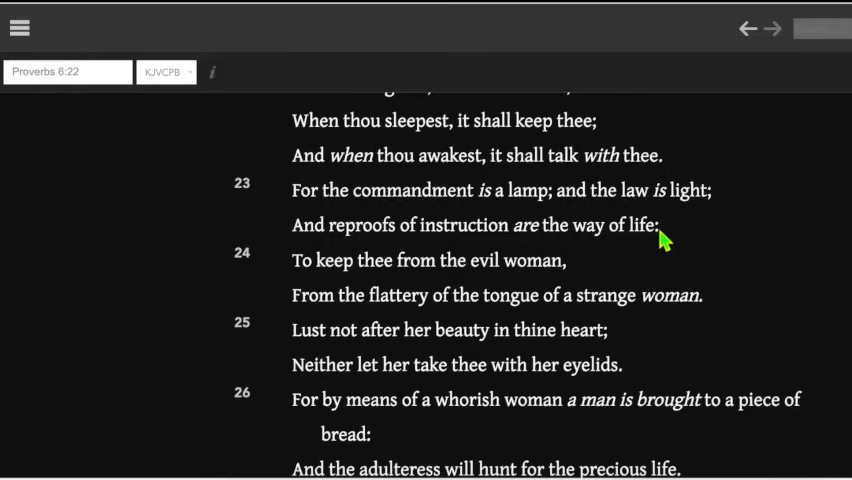 Proverbs 6:22 KJVCPB i
When thou sleepest, it shall keep thee;
And when thou awakest, it shall talk with thee.
23 For the commandment is a lamp; and the law is light;
And reproofs of instruction are the way of life:
24 To keep thee from the evil woman,
From the flattery of the tongue of a strange woman.
25 Lust not after her beauty in thine heart;
Neither let her take thee with her eyelids.
26 For by means of a whorish woman a man is brought to a piece of
bread:
And the adulteress will hunt for the precious life.